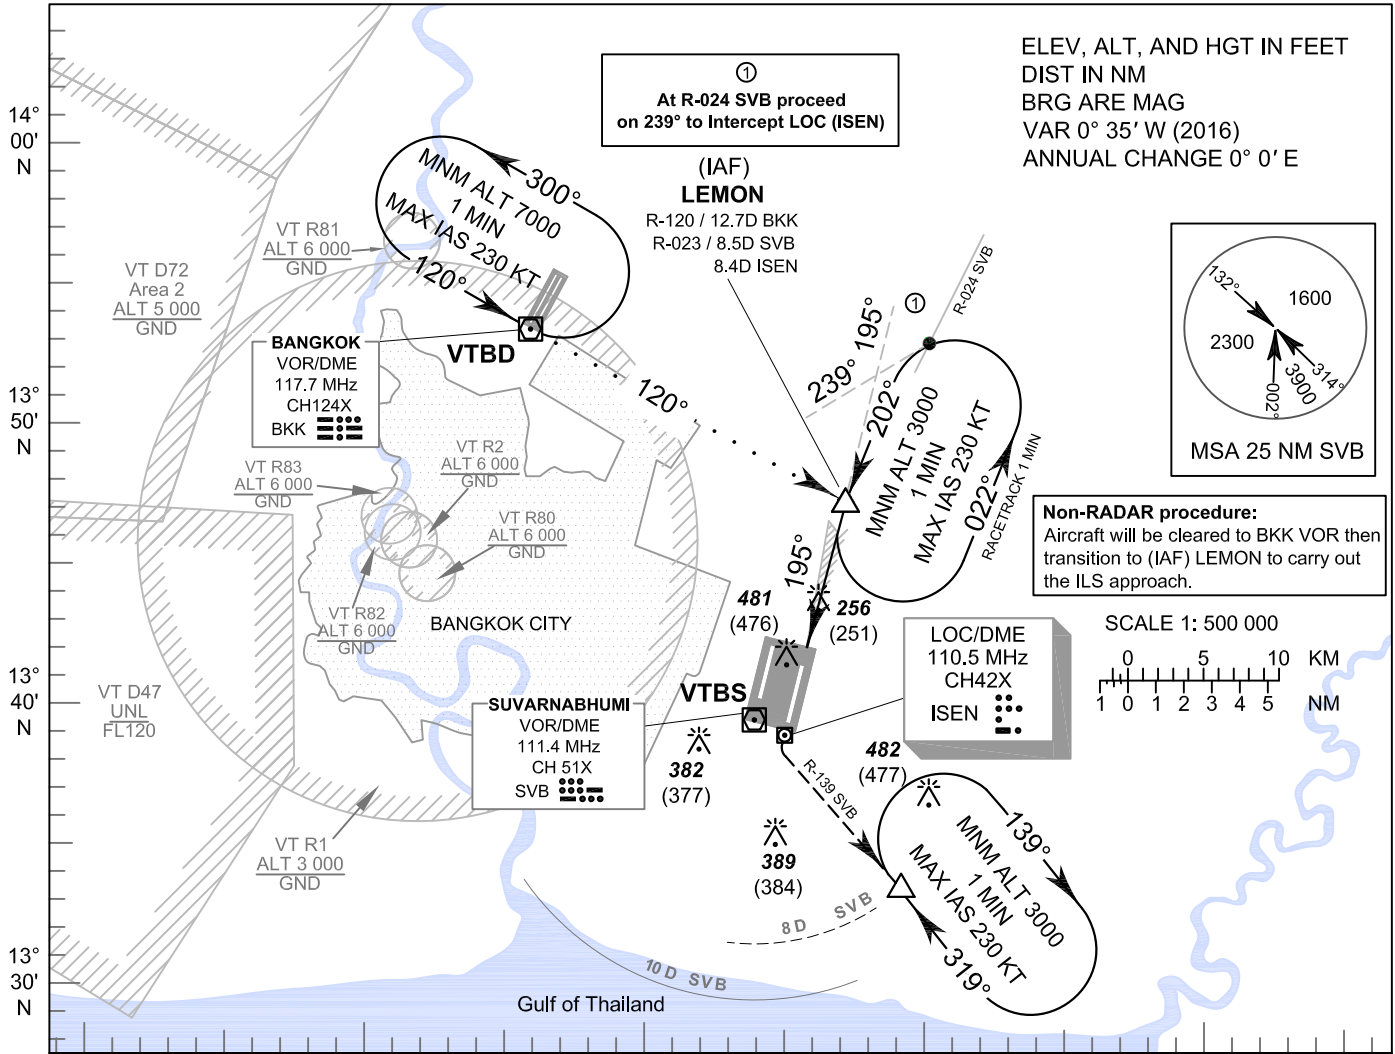 ELEV, ALT, AND HGT IN FEET
DIST IN NM
BRG ARE MAG
VAR 0° 35′ W (2016)
ANNUAL CHANGE 0° 0′ E
①
At R-024 SVB proceed
on 239° to Intercept LOC (ISEN)
(IAF)
LEMON
R-120 / 12.7D BKK
R-023 / 8.5D SVB
8.4D ISEN
14°
00'
N
13°
50'
N
13°
40'
N
13°
30'
N
300°
MNM ALT 7000
1 MIN
MAX IAS 230 KT
120°
VT R81
ALT 6 000
GND
VT D72
Area 2
ALT 5 000
GND
BANGKOK
VOR/DME
117.7 MHz
CH124X
BKK
VTBD
120°
①
R-024 SVB
239°
195°
202°
MNM ALT 3000
1 MIN
MAX IAS 230 KT
022°
RACETRACK 1 MIN
132°
1600
2300
314°
3900
002°
MSA 25 NM SVB
Non-RADAR procedure:
Aircraft will be cleared to BKK VOR then
transition to (IAF) LEMON to carry out
the ILS approach.
VT R83
ALT 6 000
GND
VT R2
ALT 6 000
GND
VT R80
ALT 6 000
GND
VT R82
ALT 6 000
GND
BANGKOK CITY
195°
481
(476)
256
(251)
LOC/DME
110.5 MHz
CH42X
ISEN
SCALE 1: 500 000
0 5 10 KM
1 0 1 2 3 4 5 NM
VT D47
UNL
FL120
VTBS
SUVARNABHUMI
VOR/DME
111.4 MHz
CH 51X
SVB
382
(377)
R-139 SVB
482
(477)
139°
MNM ALT 3000
1 MIN
MAX IAS 230 KT
319°
389
(384)
VT R1
ALT 3 000
GND
8 D SVB
10 D SVB
Gulf of Thailand